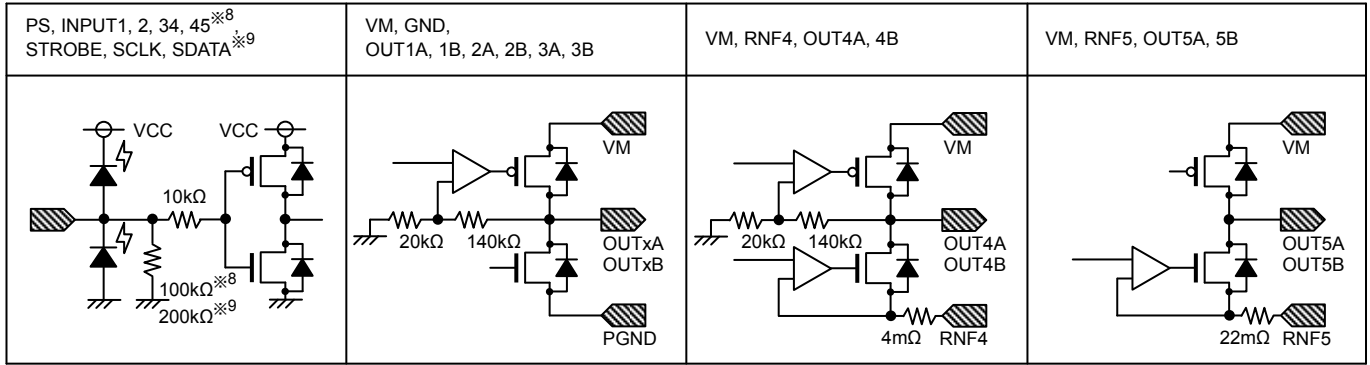 PS, INPUT1, 2, 34, 45※8,
STROBE, SCLK, SDATA※9
VM, GND,
OUT1A, 1B, 2A, 2B, 3A, 3B
VM, RNF4, OUT4A, 4B
VM, RNF5, OUT5A, 5B
VCC
VCC
10kΩ
100kΩ※8
200kΩ※9
VM
20kΩ
140kΩ
OUTxA
OUTxB
PGND
VM
20kΩ
140kΩ
OUT4A
OUT4B
4mΩ
RNF4
VM
OUT5A
OUT5B
22mΩ
RNF5